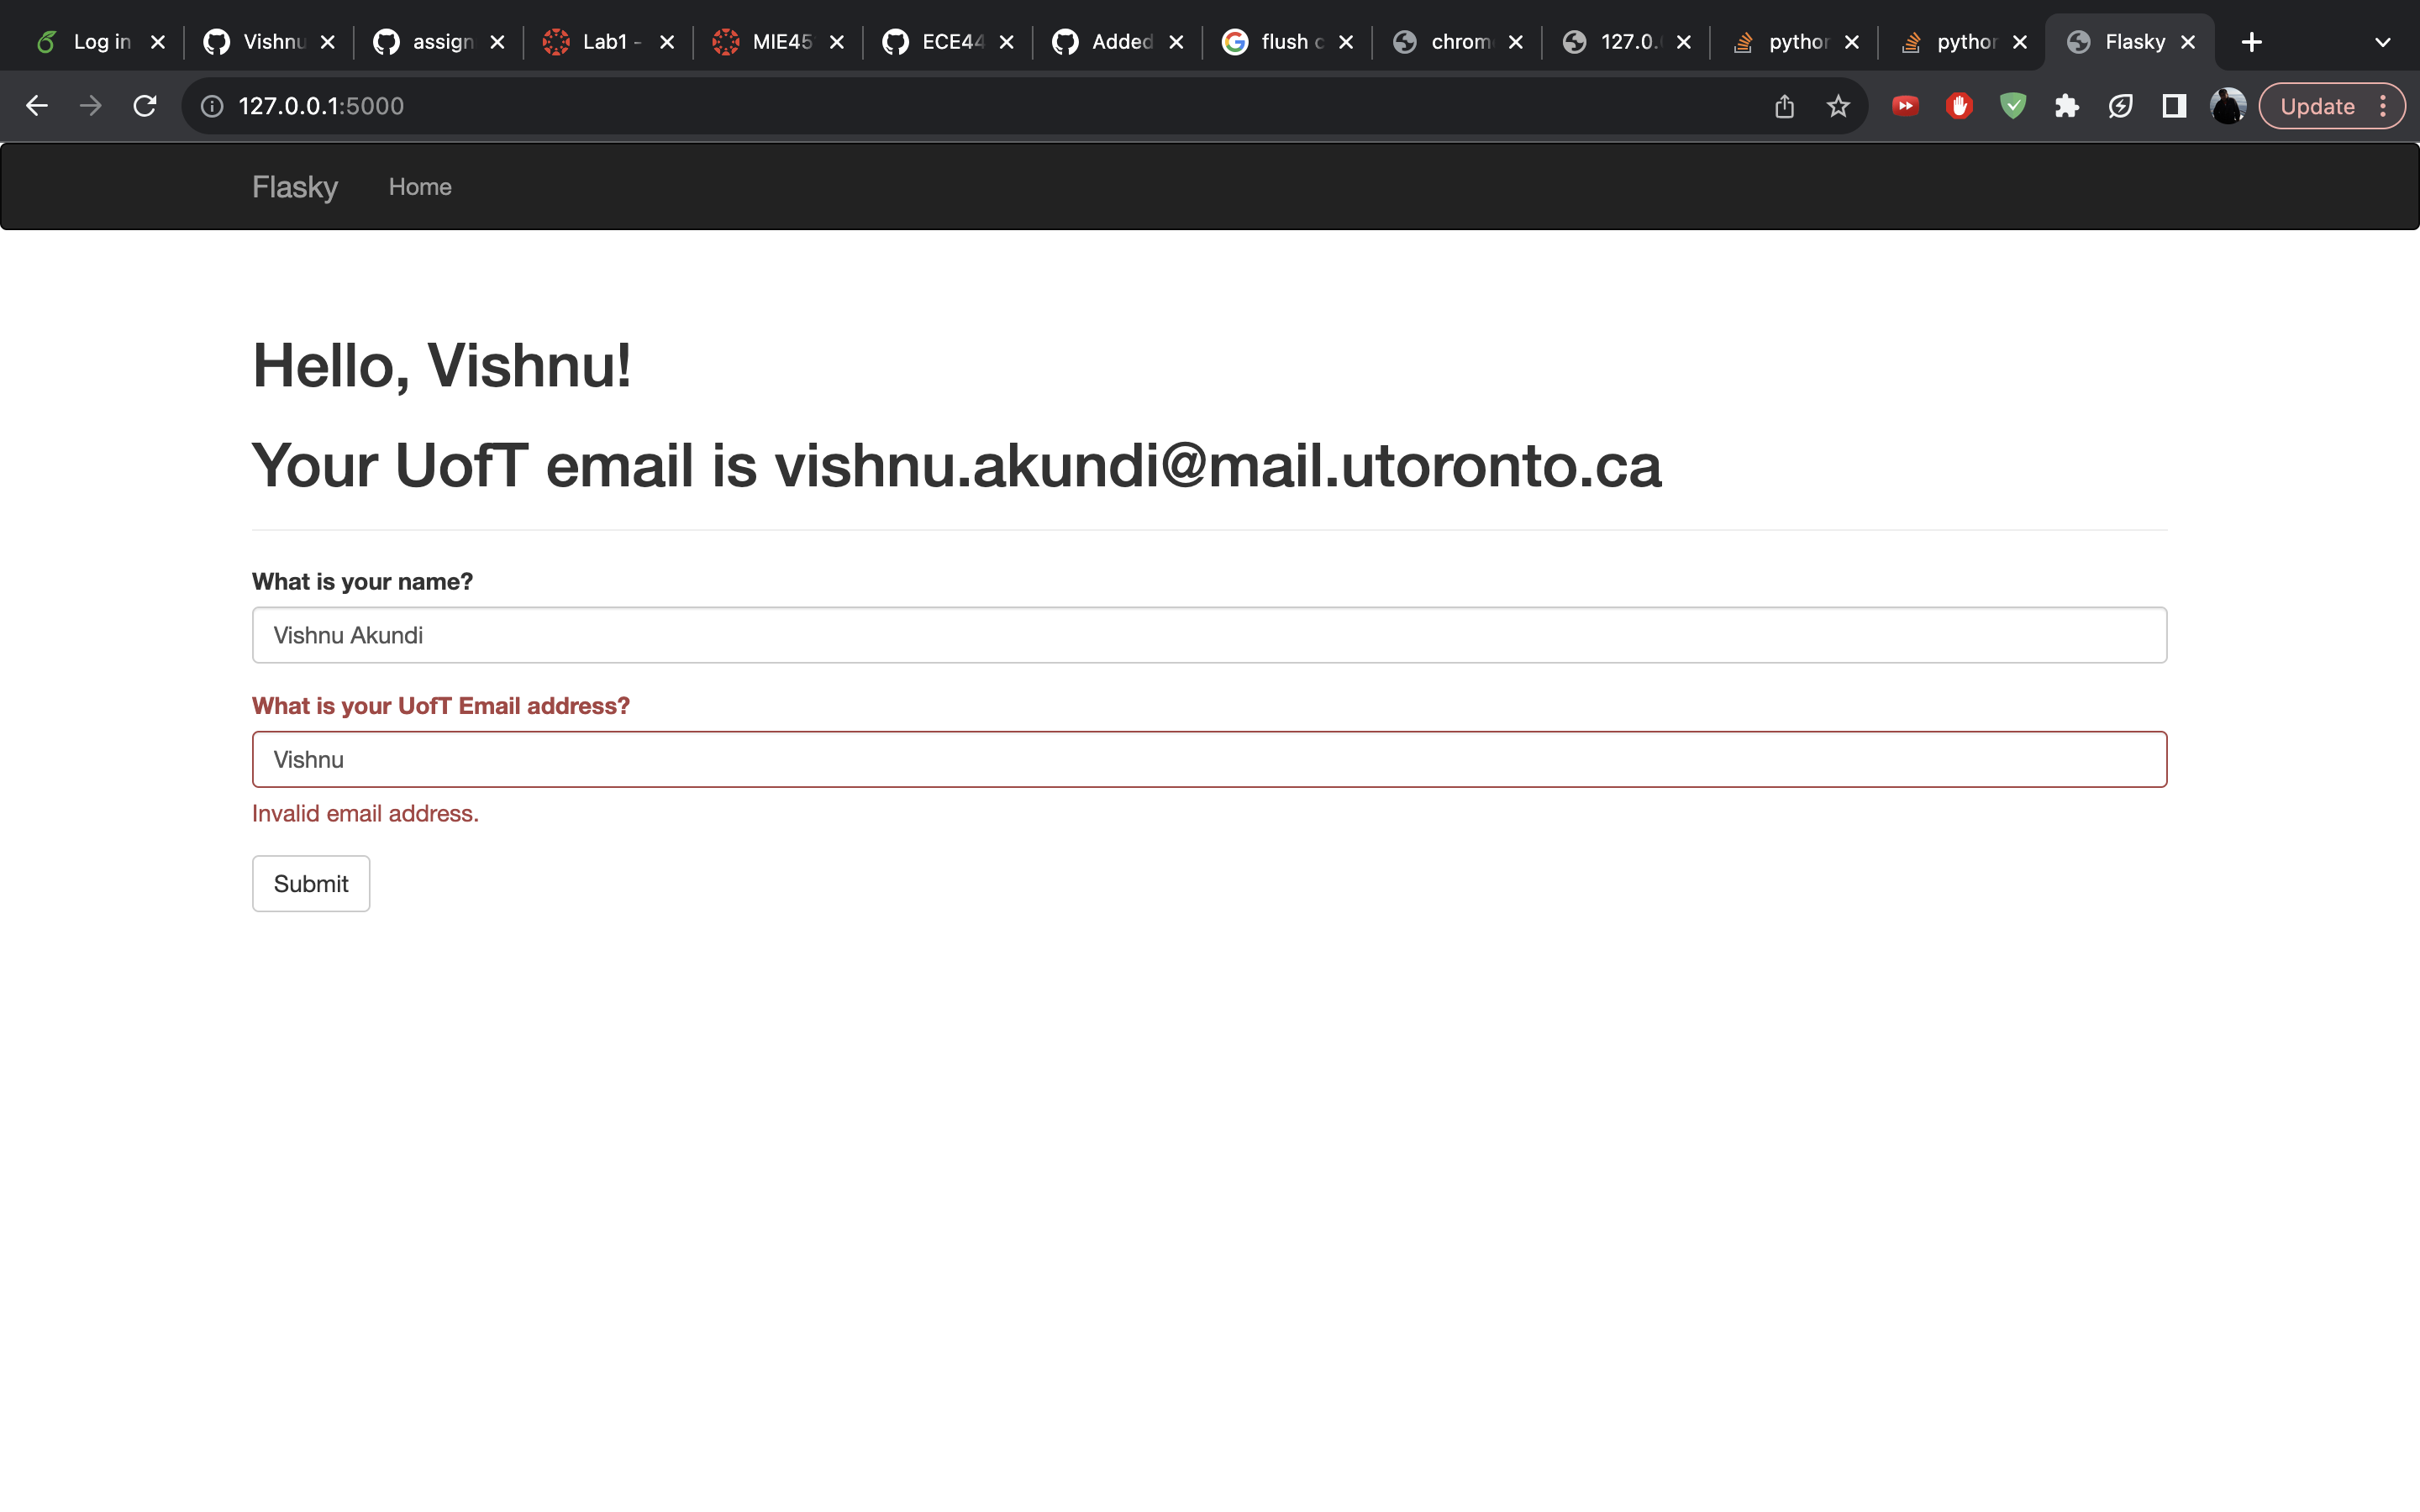 Log in Vishnu assign Lab1 - MIE45 ECE44 Added flush chrom 127.0. python python Flasky
127.0.0.1:5000 Update
Flasky Home
Hello, Vishnu!
Your UofT email is vishnu.akundi@mail.utoronto.ca
What is your name?
Vishnu Akundi
What is your UofT Email address?
Vishnu
Invalid email address.
Submit